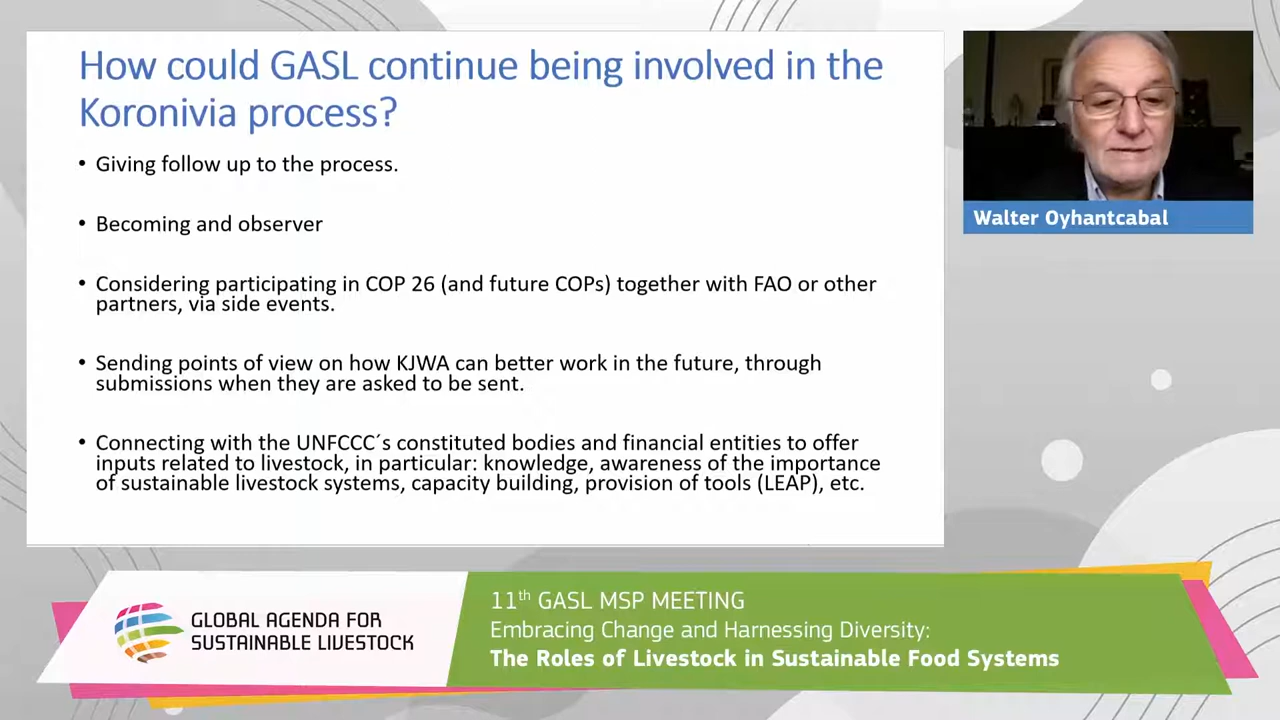 How could GASL continue being involved in the
Koronivia process?
• Giving follow up to the process.
• Becoming and observer
• Considering participating in COP 26 (and future COPs) together with FAO or other
partners, via side events.
• Sending points of view on how KJWA can better work in the future, through
submissions when they are asked to be sent.
• Connecting with the UNFCCC´s constituted bodies and financial entities to offer
inputs related to livestock, in particular: knowledge, awareness of the importance
of sustainable livestock systems, capacity building, provision of tools (LEAP), etc.
Walter Oyhantcabal
GLOBAL AGENDA FOR
SUSTAINABLE LIVESTOCK
11th GASL MSP MEETING
Embracing Change and Harnessing Diversity:
The Roles of Livestock in Sustainable Food Systems